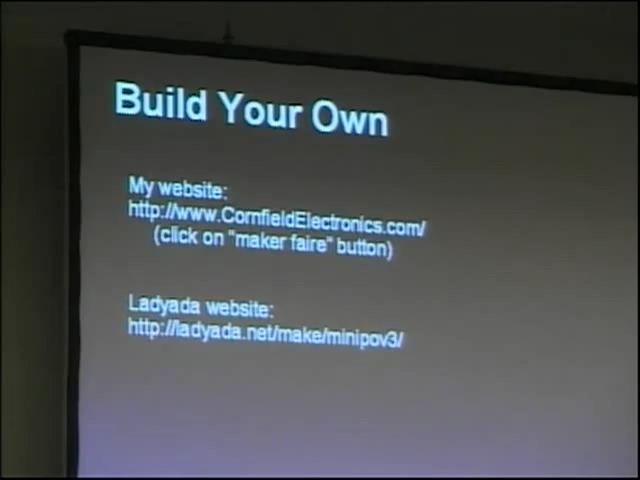 Build Your Own
My website:
http://www.CornfieldElectronics.com/
(click on "maker faire" button)
Ladyada website:
http://ladyada.net/make/minipov3/